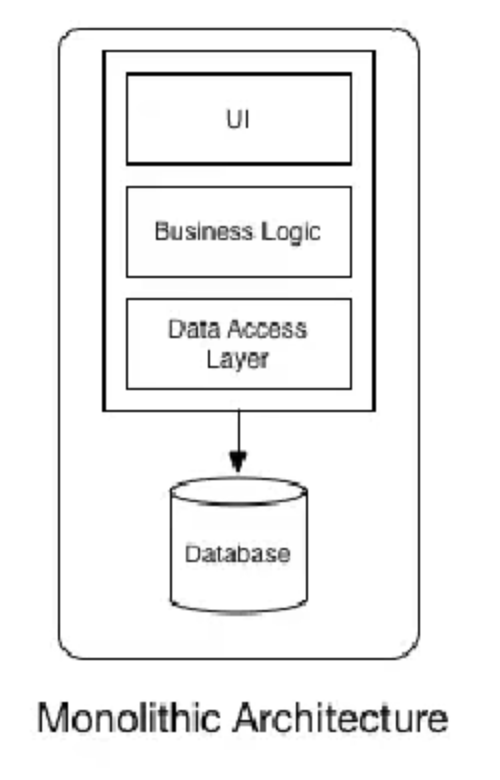 UI
Business Logic
Data Access
Layer
Database
Monolithic Architecture